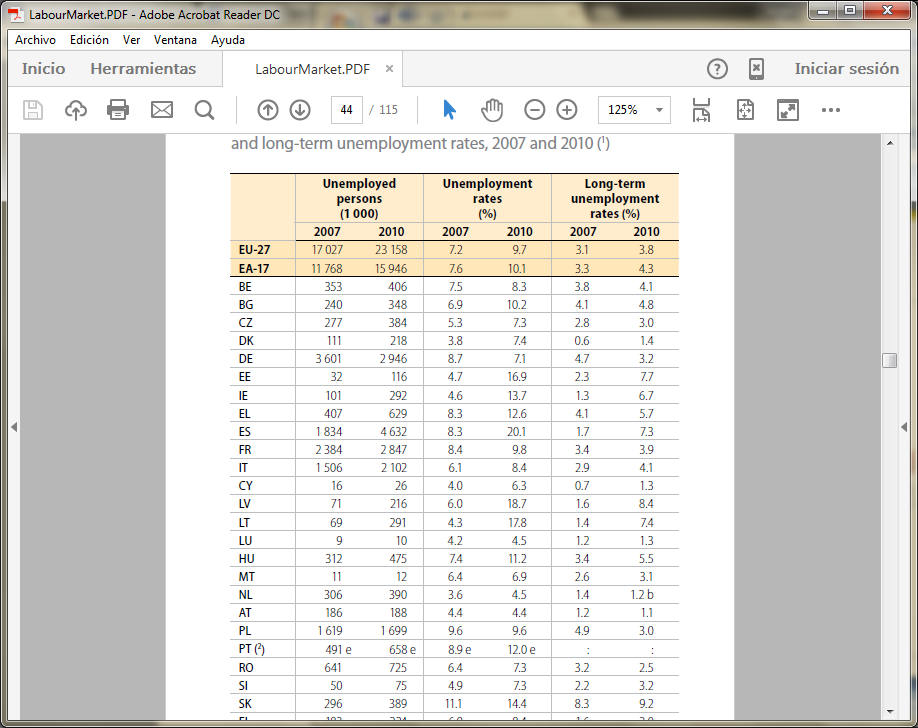 LabourMarket.PDF - Adobe Acrobat Reader DC
Archivo Edición Ver Ventana Ayuda
Inicio Herramientas LabourMarket.PDF × Iniciar sesión
44 / 115 125%
and long-term unemployment rates, 2007 and 2010 (¹)
Unemployed Unemployment Long-term
persons rates unemployment
(1 000) (%) rates (%)
2007 2010 2007 2010 2007 2010
EU-27 17 027 23 158 7.2 9.7 3.1 3.8
EA-17 11 768 15 946 7.6 10.1 3.3 4.3
BE 353 406 7.5 8.3 3.8 4.1
BG 240 348 6.9 10.2 4.1 4.8
CZ 277 384 5.3 7.3 2.8 3.0
DK 111 218 3.8 7.4 0.6 1.4
DE 3 601 2 946 8.7 7.1 4.7 3.2
EE 32 116 4.7 16.9 2.3 7.7
IE 101 292 4.6 13.7 1.3 6.7
EL 407 629 8.3 12.6 4.1 5.7
ES 1 834 4 632 8.3 20.1 1.7 7.3
FR 2 384 2 847 8.4 9.8 3.4 3.9
IT 1 506 2 102 6.1 8.4 2.9 4.1
CY 16 26 4.0 6.3 0.7 1.3
LV 71 216 6.0 18.7 1.6 8.4
LT 69 291 4.3 17.8 1.4 7.4
LU 9 10 4.2 4.5 1.2 1.3
HU 312 475 7.4 11.2 3.4 5.5
MT 11 12 6.4 6.9 2.6 3.1
NL 306 390 3.6 4.5 1.4 1.2 b
AT 186 188 4.4 4.4 1.2 1.1
PL 1 619 1 699 9.6 9.6 4.9 3.0
PT (²) 491 e 658 e 8.9 e 12.0 e : :
RO 641 725 6.4 7.3 3.2 2.5
SI 50 75 4.9 7.3 2.2 3.2
SK 296 389 11.1 14.4 8.3 9.2